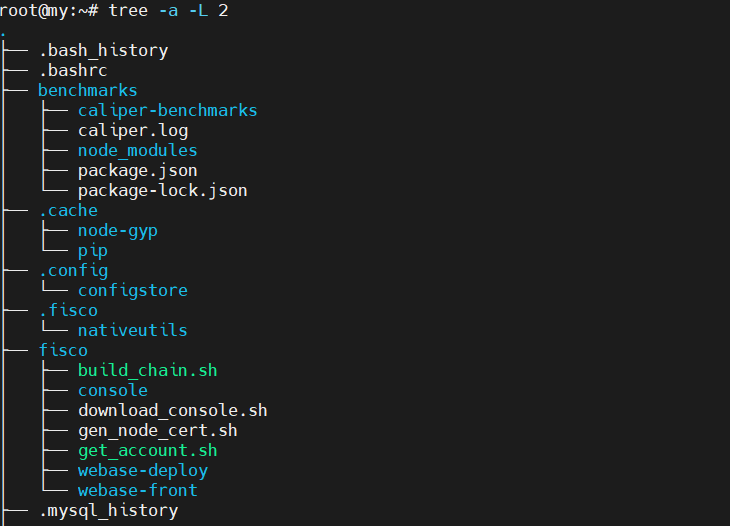 root@my:~# tree -a -L 2
.
├── .bash_history
├── .bashrc
├── benchmarks
│   ├── caliper-benchmarks
│   ├── caliper.log
│   ├── node_modules
│   ├── package.json
│   └── package-lock.json
├── .cache
│   ├── node-gyp
│   └── pip
├── .config
│   └── configstore
├── .fisco
│   └── nativeutils
├── fisco
│   ├── build_chain.sh
│   ├── console
│   ├── download_console.sh
│   ├── gen_node_cert.sh
│   ├── get_account.sh
│   ├── webase-deploy
│   └── webase-front
├── .mysql_history